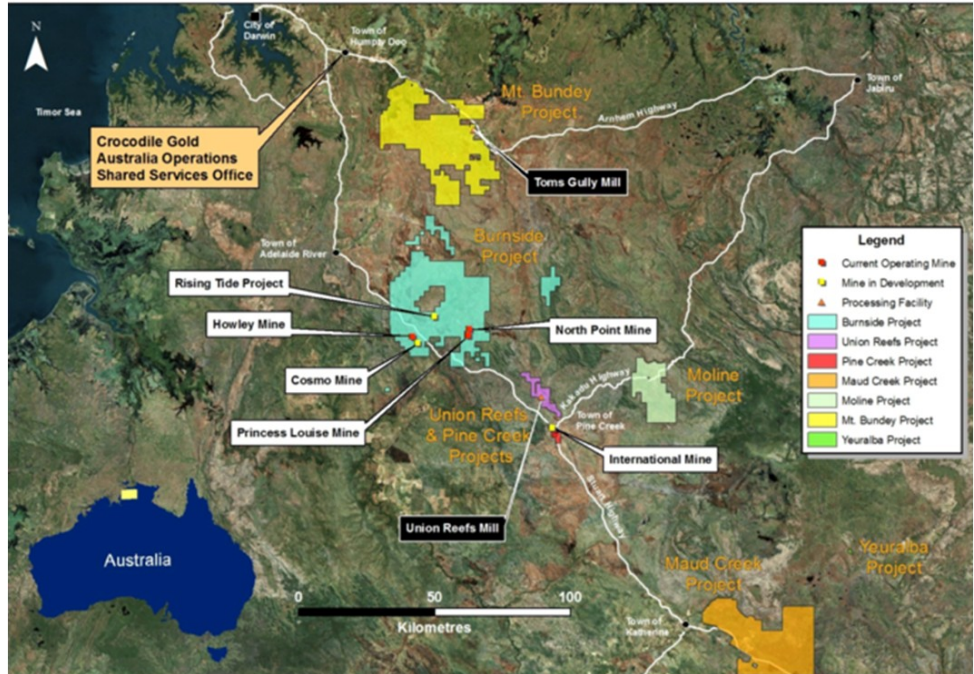 N
City of
Darwin
Town of
Humpty Doo
Timor Sea
Mt. Bundey
Project
Arnhem Highway
Town of
Jabiru
Crocodile Gold
Australia Operations
Shared Services Office
Toms Gully Mill
Town of
Adelaide River
Burnside
Project
Rising Tide Project
Howley Mine
North Point Mine
Cosmo Mine
Princess Louise Mine
Kakadu Highway
Moline
Project
Union Reefs
& Pine Creek
Projects
Town of
Pine Creek
International Mine
Stuart Highway
Union Reefs Mill
Maud Creek
Project
Yeuralba
Project
Town of
Katherine
Australia
0 50 100
Kilometres
Legend
Current Operating Mine
Mine in Development
Processing Facility
Burnside Project
Union Reefs Project
Pine Creek Project
Maud Creek Project
Moline Project
Mt. Bundey Project
Yeuralba Project